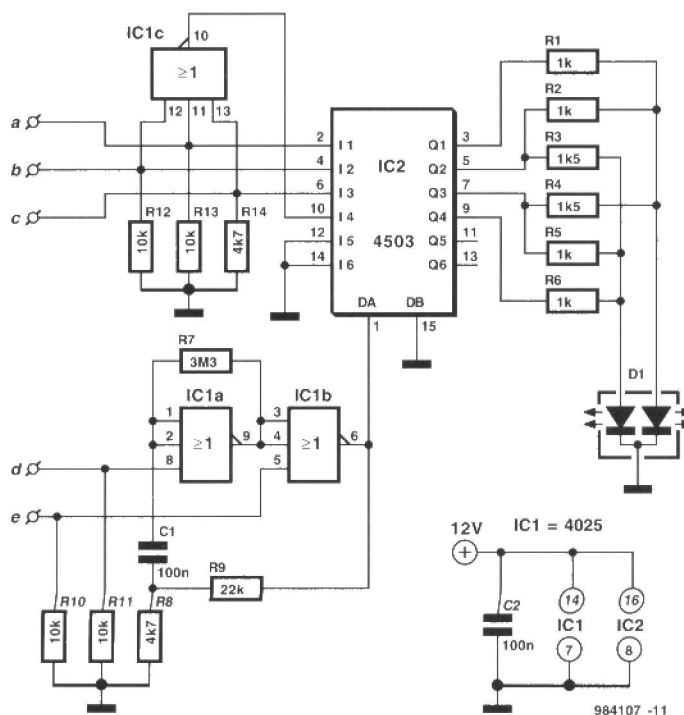 IC1c
10
≥1
12 11 13
a
b
c
R12 R13 R14
10k 10k 4k7
2 I1 Q1 3
4 I2 IC2 Q2 5
6 I3 Q3 7
10 I4 Q4 9
12 I5 4503 Q5 11
14 I6 Q6 13
DA DB
1 15
R1
1k
R2
1k
R3
1k5
R4
1k5
R5
1k
R6
1k
D1
R7
3M3
IC1a IC1b
1 3
2 ≥1 9 4 ≥1 6
8 5
d
e
C1
100n
R9
22k
R10 R11 R8
10k 10k 4k7
12V IC1 = 4025
+
C2
100n
14 16
IC1 IC2
7 8
984107 -11